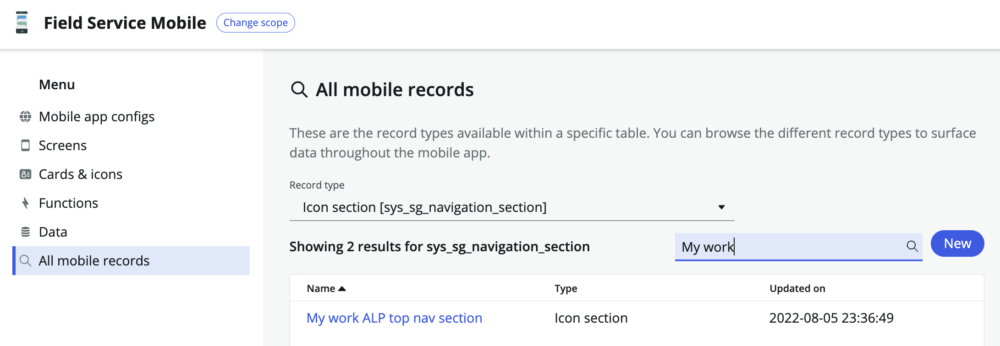 Field Service Mobile
Change scope
Menu
Mobile app configs
Screens
Cards & icons
Functions
Data
All mobile records
All mobile records
These are the record types available within a specific table. You can browse the different record types to surface
data throughout the mobile app.
Record type
Icon section [sys_sg_navigation_section]
Showing 2 results for sys_sg_navigation_section
My work
New
Name
Type
Updated on
My work ALP top nav section
Icon section
2022-08-05 23:36:49